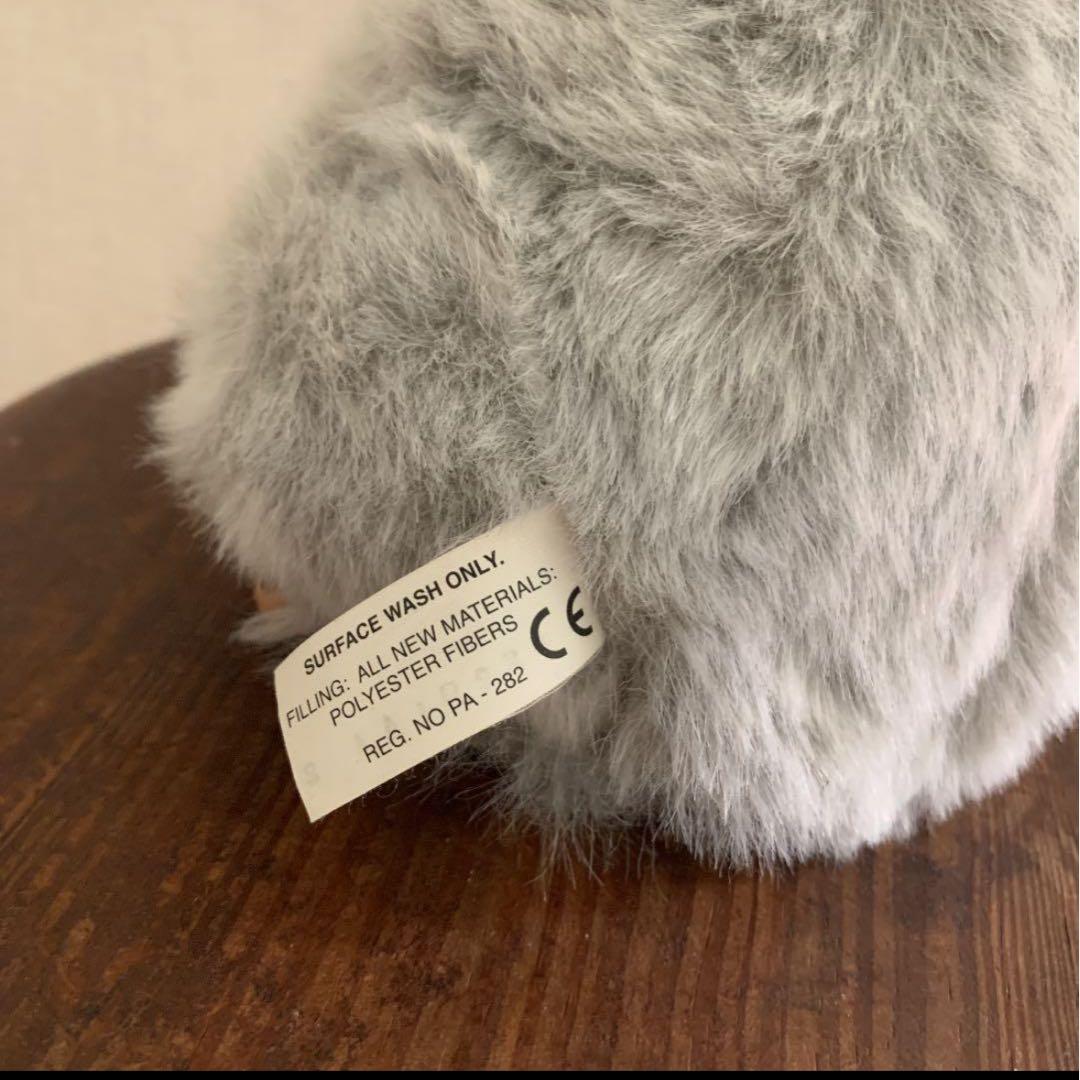 SURFACE WASH ONLY.
FILLING: ALL NEW MATERIALS:
POLYESTER FIBERS
CE
REG. NO PA - 282